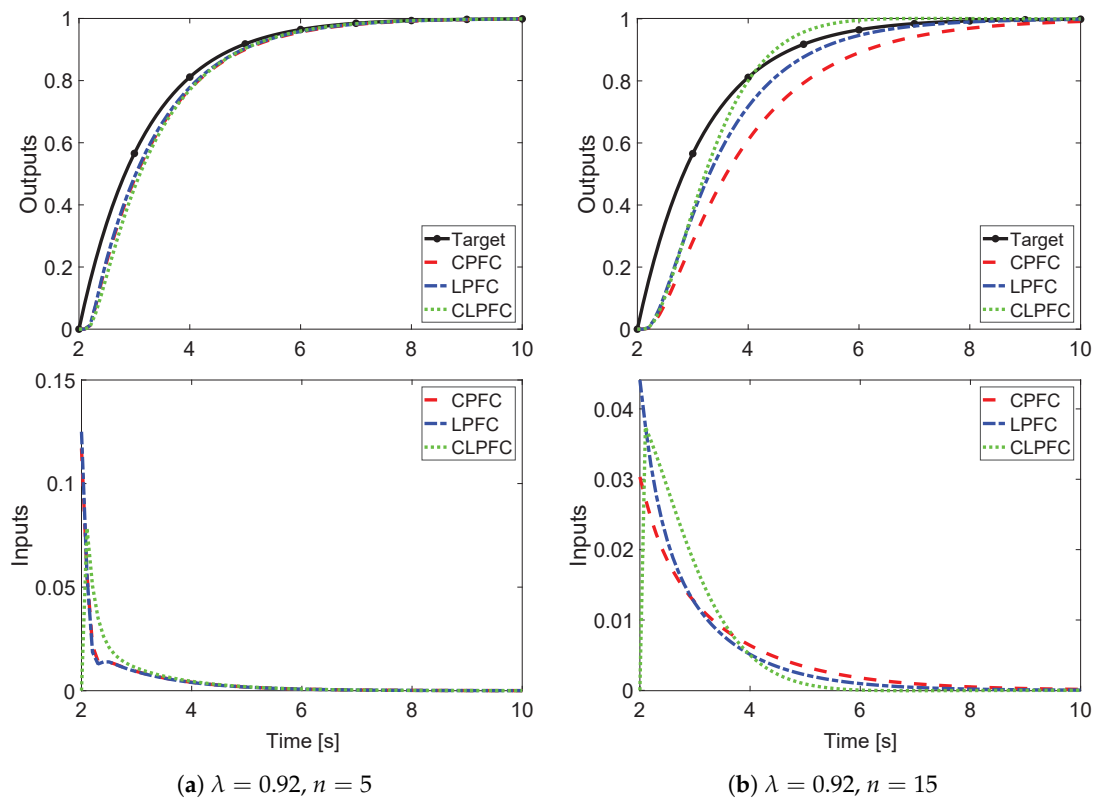 1
0.8
0.6
0.4
0.2
0
Outputs
2
4
6
8
10
Target
CPFC
LPFC
CLPFC
1
0.8
0.6
0.4
0.2
0
Outputs
2
4
6
8
10
Target
CPFC
LPFC
CLPFC
0.15
0.1
0.05
0
Inputs
2
4
6
8
10
Time [s]
CPFC
LPFC
CLPFC
0.04
0.03
0.02
0.01
0
Inputs
2
4
6
8
10
Time [s]
CPFC
LPFC
CLPFC
(a) λ = 0.92, n = 5
(b) λ = 0.92, n = 15